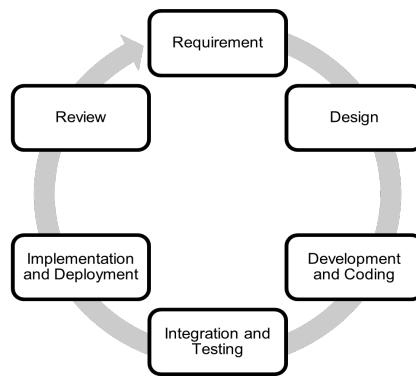 Requirement
Design
Development
and Coding
Integration and
Testing
Implementation
and Deployment
Review